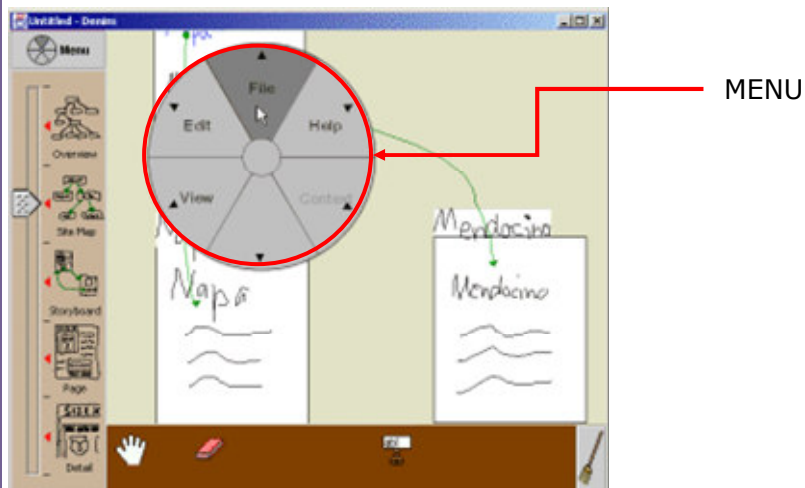 Untitled - Denim
Menu
File
Edit
Help
View
Context
MENU
Overview
Site Map
Storyboard
Page
Detail
Mendocino
Napa
Mendocino